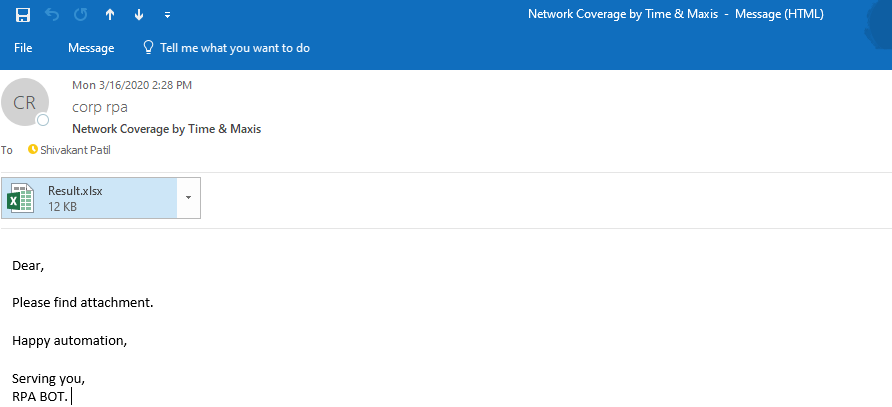 Network Coverage by Time & Maxis - Message (HTML)
File Message Tell me what you want to do
Mon 3/16/2020 2:28 PM
CR
corp rpa
Network Coverage by Time & Maxis
To Shivakant Patil
Result.xlsx
12 KB
Dear,
Please find attachment.
Happy automation,
Serving you,
RPA BOT.